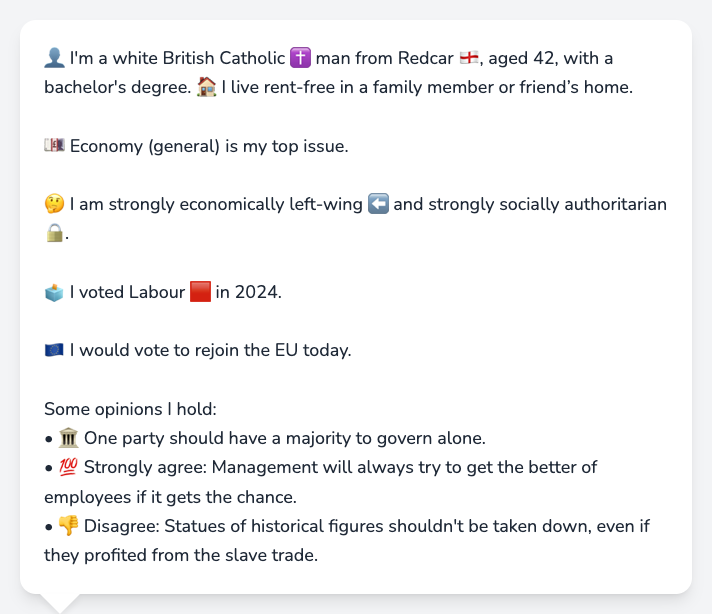 👤 I'm a white British Catholic ✝️ man from Redcar 🏴󠁧󠁢󠁥󠁮󠁧󠁿, aged 42, with a
bachelor's degree. 🏠 I live rent-free in a family member or friend’s home.
💷 Economy (general) is my top issue.
🤔 I am strongly economically left-wing ⬅️ and strongly socially authoritarian
🔒.
🗳️ I voted Labour 🟥 in 2024.
🇪🇺 I would vote to rejoin the EU today.
Some opinions I hold:
• 🏛️ One party should have a majority to govern alone.
• 💯 Strongly agree: Management will always try to get the better of
employees if it gets the chance.
• 👎 Disagree: Statues of historical figures shouldn't be taken down, even if
they profited from the slave trade.